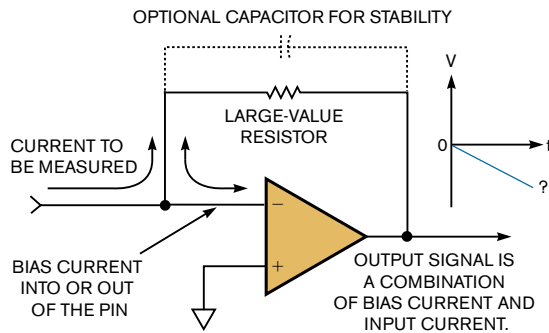 OPTIONAL CAPACITOR FOR STABILITY
V
LARGE-VALUE
RESISTOR
CURRENT TO
BE MEASURED
0
t
?
−
+
BIAS CURRENT
INTO OR OUT
OF THE PIN
OUTPUT SIGNAL IS
A COMBINATION
OF BIAS CURRENT AND
INPUT CURRENT.